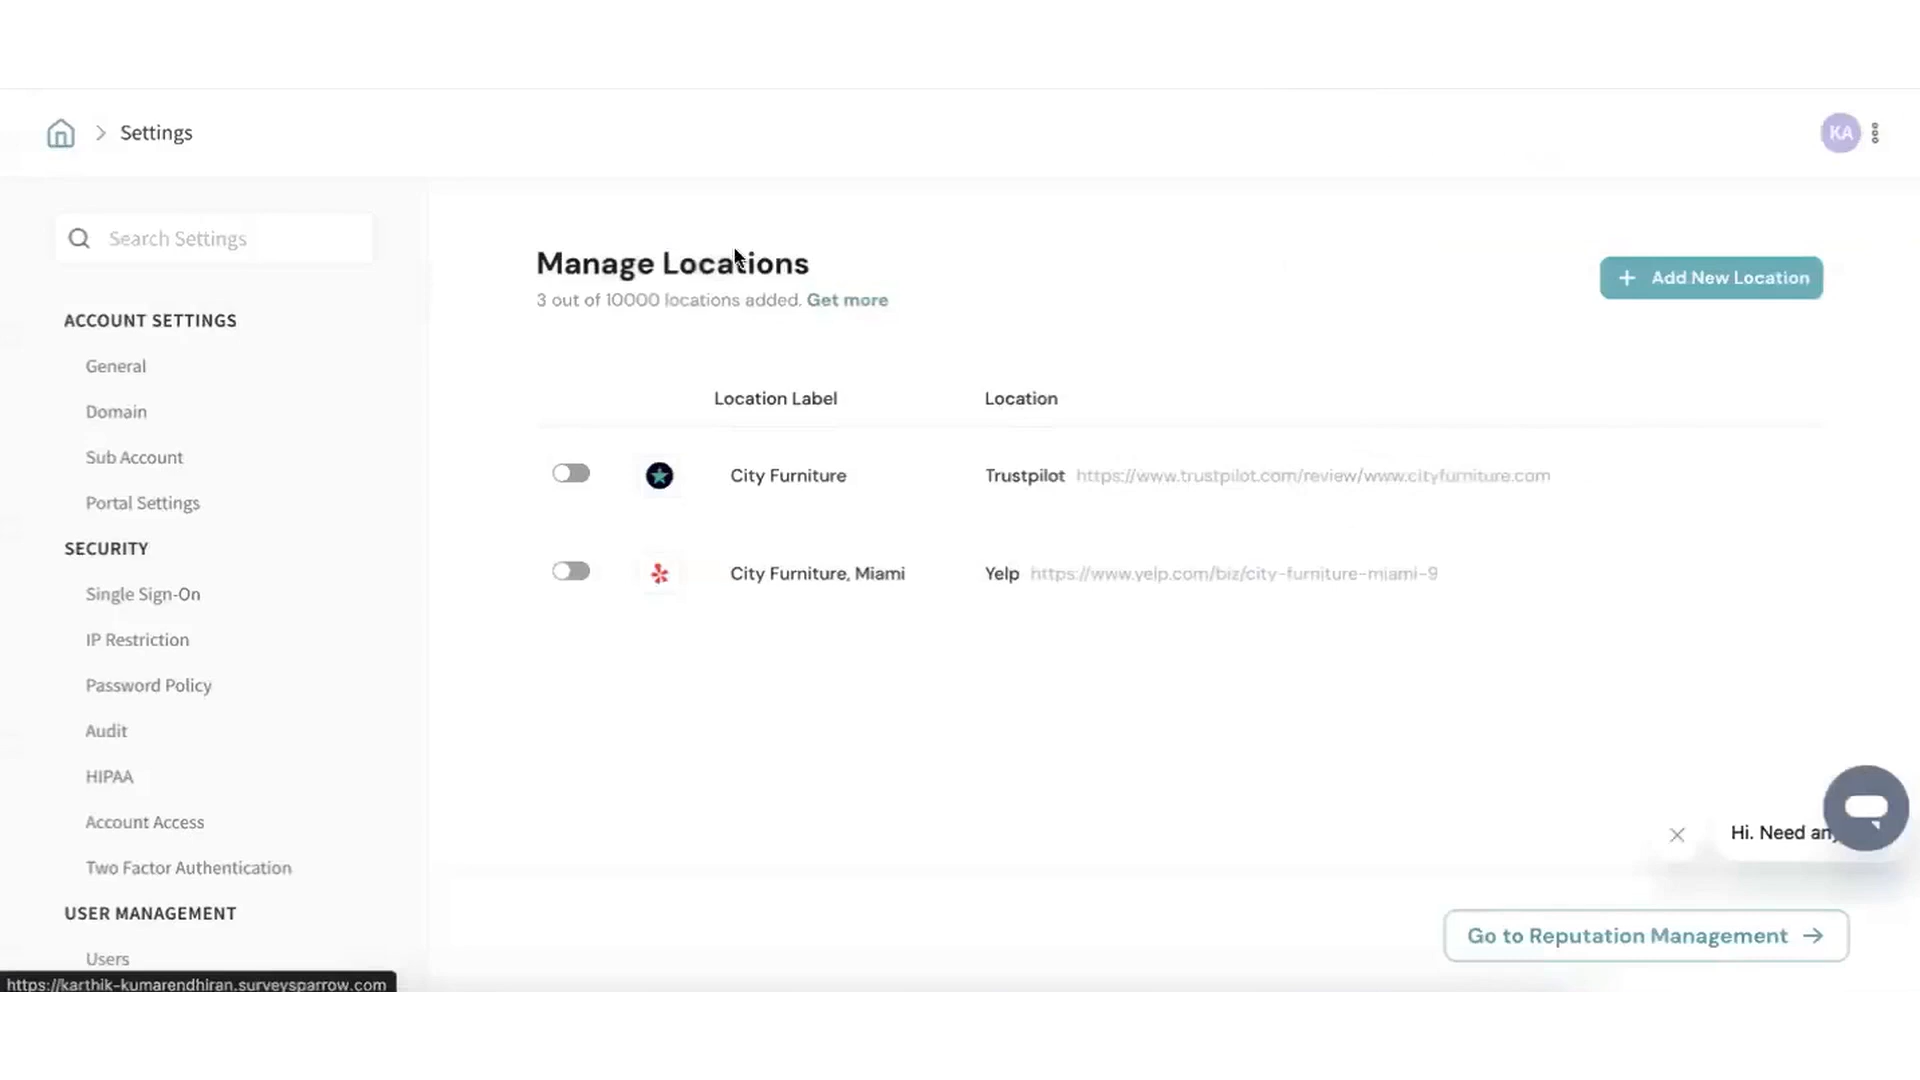 Settings
KA
Search Settings
Manage Locations
3 out of 10000 locations added. Get more
+ Add New Location
ACCOUNT SETTINGS
General
Domain
Sub Account
Portal Settings
SECURITY
Single Sign-On
IP Restriction
Password Policy
Audit
HIPAA
Account Access
Two Factor Authentication
USER MANAGEMENT
Users
Location Label Location
City Furniture Trustpilot https://www.trustpilot.com/review/www.cityfurniture.com
City Furniture, Miami Yelp https://www.yelp.com/biz/city-furniture-miami-9
Hi. Need any
Go to Reputation Management →
https://karthik-kumarendhiran.surveysparrow.com